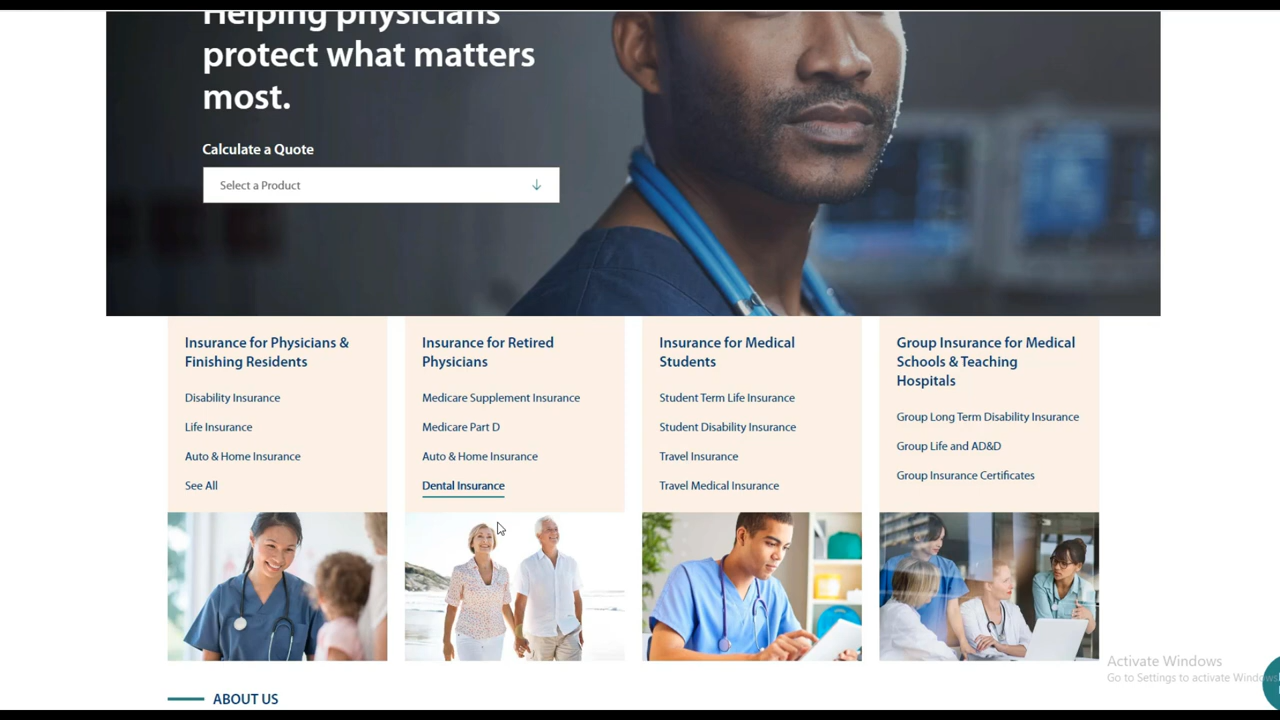 Helping physicians
protect what matters
most.
Calculate a Quote
Select a Product
Insurance for Physicians &
Finishing Residents
Disability Insurance
Life Insurance
Auto & Home Insurance
See All
Insurance for Retired
Physicians
Medicare Supplement Insurance
Medicare Part D
Auto & Home Insurance
Dental Insurance
Insurance for Medical
Students
Student Term Life Insurance
Student Disability Insurance
Travel Insurance
Travel Medical Insurance
Group Insurance for Medical
Schools & Teaching
Hospitals
Group Long Term Disability Insurance
Group Life and AD&D
Group Insurance Certificates
Activate Windows
Go to Settings to activate Windows
ABOUT US